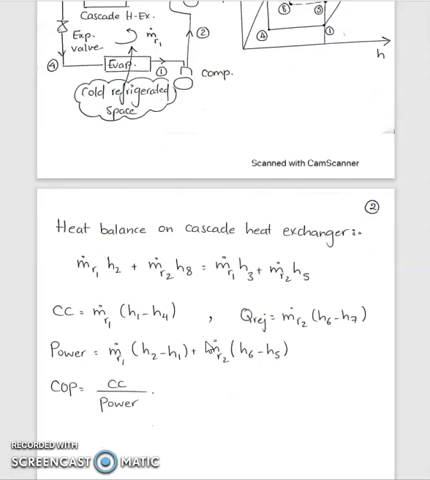 Cascade H-Ex.
Exp. valve
ṁr1
②
④
Evap.
①
comp.
Cold refrigerated space
⑧
④
①
h
Scanned with CamScanner
②
Heat balance on cascade heat exchanger:-
ṁr1 h2 + ṁr2 h8 = ṁr1 h3 + ṁr2 h5
CC = ṁr1 (h1-h4) , Qrej = ṁr2 (h6-h7)
Power = ṁr1 (h2-h1) + ṁr2 (h6-h5)
COP = CC / Power .
RECORDED WITH
SCREENCAST MATIC